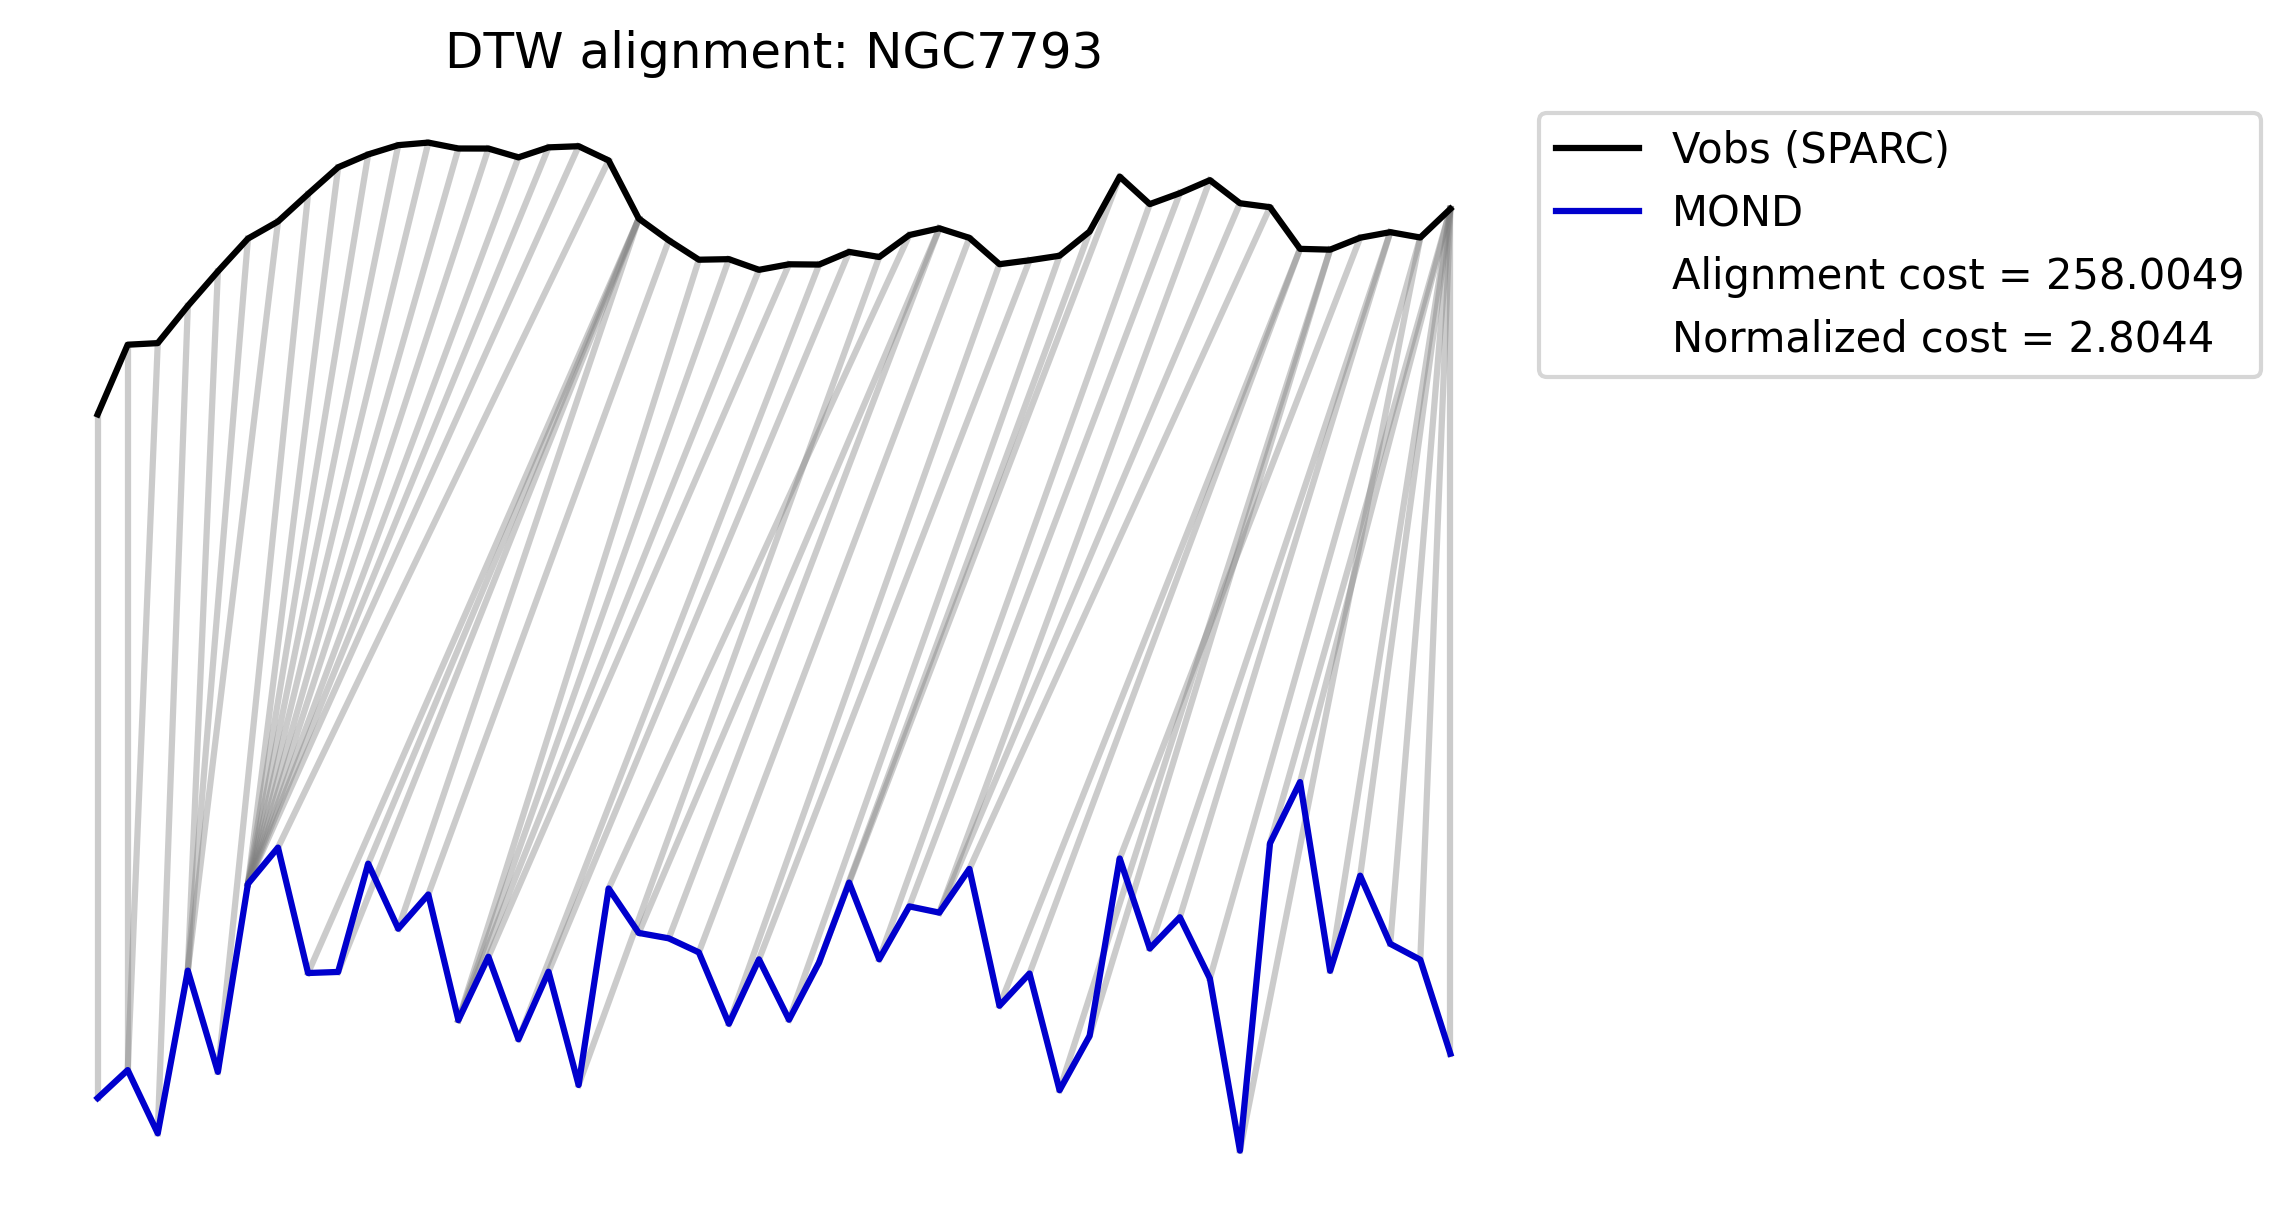 DTW alignment: NGC7793
Vobs (SPARC)
MOND
Alignment cost = 258.0049
Normalized cost = 2.8044